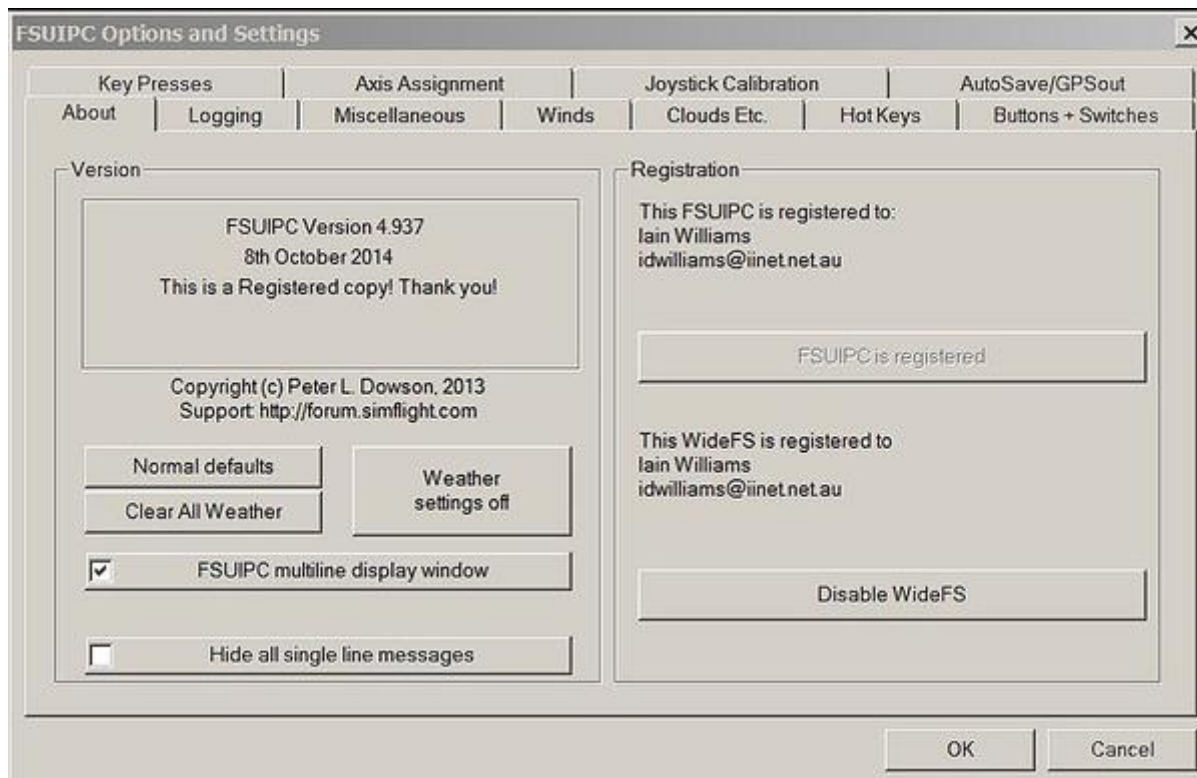 FSUIPC Options and Settings
Key Presses
Axis Assignment
Joystick Calibration
AutoSave/GPSout
About
Logging
Miscellaneous
Winds
Clouds Etc.
Hot Keys
Buttons + Switches
Version
FSUIPC Version 4.937
8th October 2014
This is a Registered copy! Thank you!
Copyright (c) Peter L. Dowson, 2013
Support: http://forum.simflight.com
Normal defaults
Clear All Weather
Weather
settings off
FSUIPC multiline display window
Hide all single line messages
Registration
This FSUIPC is registered to:
Iain Williams
idwilliams@iinet.net.au
FSUIPC is registered
This WideFS is registered to
Iain Williams
idwilliams@iinet.net.au
Disable WideFS
OK
Cancel